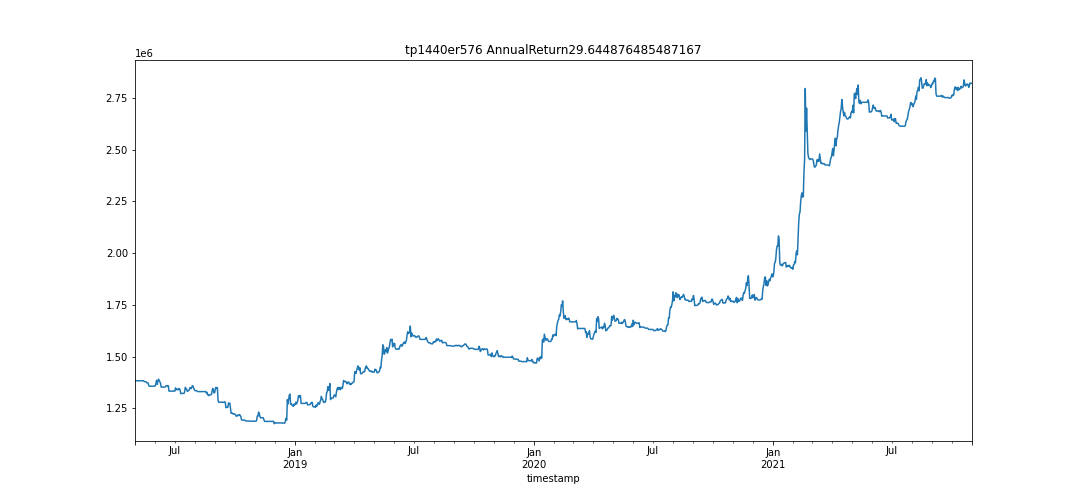 tp1440er576 AnnualReturn29.644876485487167
1e6
2.75
2.50
2.25
2.00
1.75
1.50
1.25
Jul Jan Jul Jan Jul Jan Jul
2019 2020 2021
timestamp